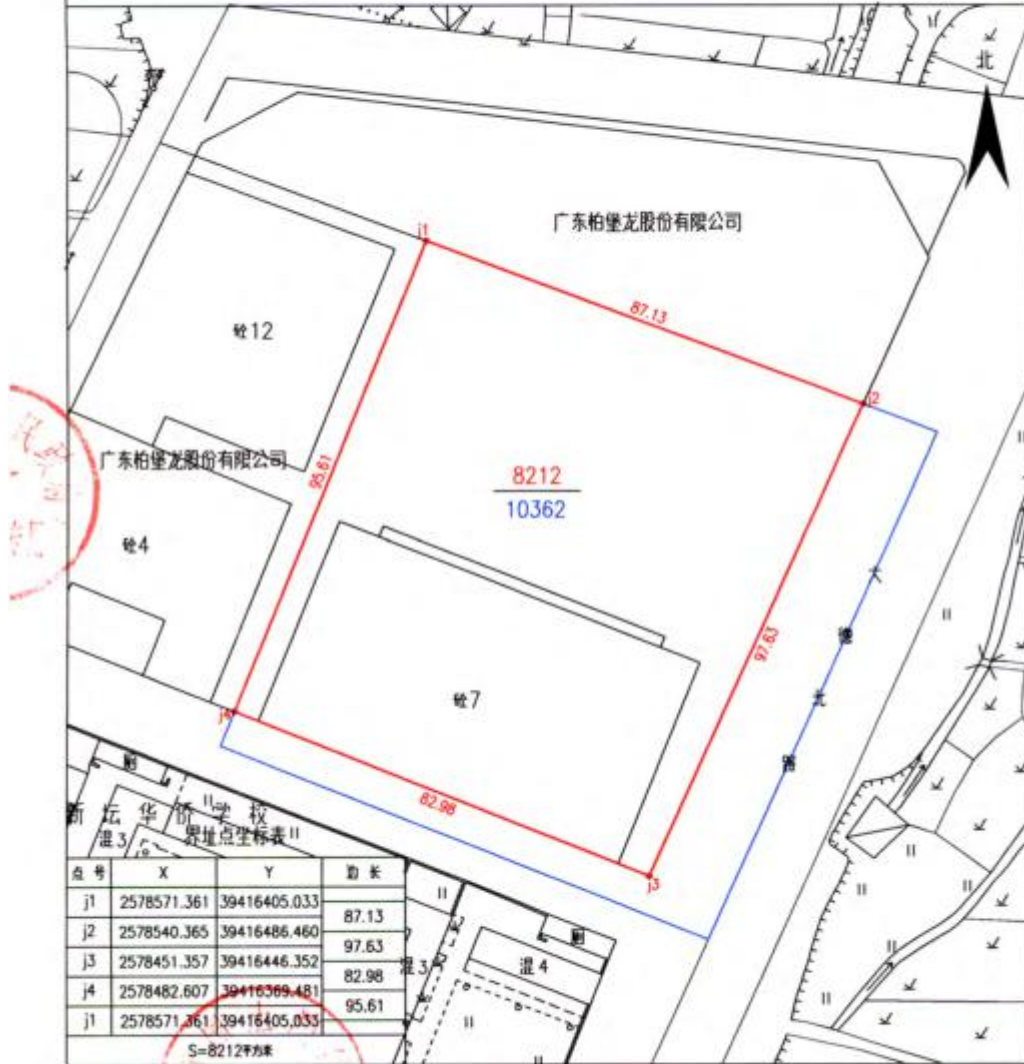 北
广东柏堡龙股份有限公司
j1
87.13
砼12
j2
广东柏堡龙股份有限公司
95.61
8212
10362
砼4
大
德
北
路
97.63
砼7
j4
82.98
厕
新坛华侨学校
混3
界址点坐标表
j3
点号 X Y 边长
j1 2578571.361 39416405.033
87.13
j2 2578540.365 39416486.460
97.63
j3 2578451.357 39416446.352
82.98
j4 2578482.607 39416369.481
95.61
j1 2578571.361 39416405.033
S=8212平方米
混3
混4
厕